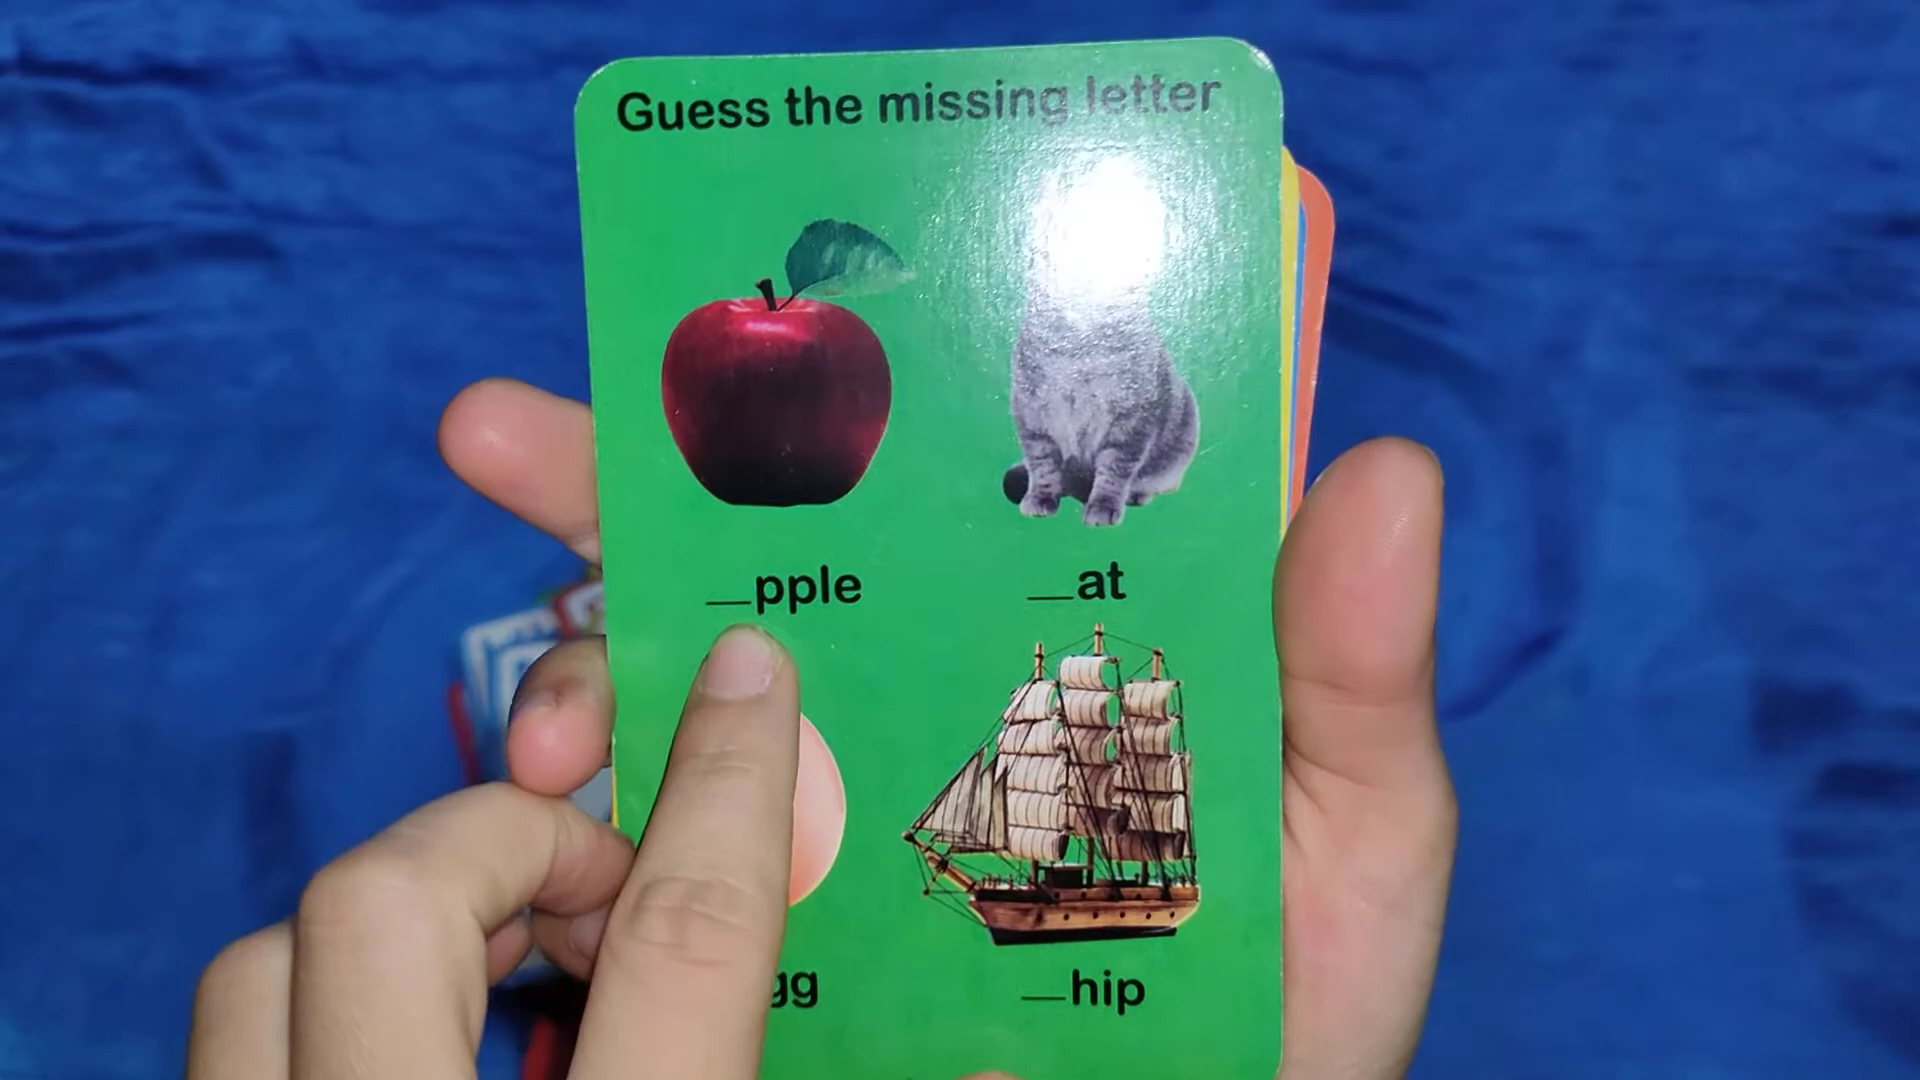 Guess the missing letter
__pple
__at
gg
__hip